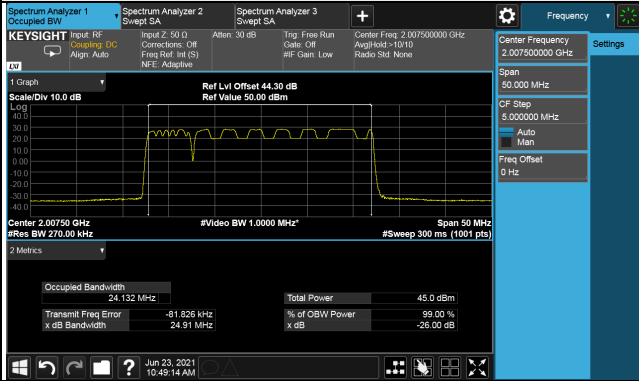 Spectrum Analyzer 1
Occupied BW
Spectrum Analyzer 2
Swept SA
Spectrum Analyzer 3
Swept SA
Frequency
KEYSIGHT
LXI
Input: RF
Coupling: DC
Align: Auto
Input Z: 50 Ω
Corrections: Off
Freq Ref: Int (S)
NFE: Adaptive
Atten: 30 dB
Trig: Free Run
Gate: Off
#IF Gain: Low
Center Freq: 2.007500000 GHz
Avg|Hold:>10/10
Radio Std: None
Center Frequency
2.007500000 GHz
Settings
Span
50.000 MHz
CF Step
5.000000 MHz
Auto
Man
Freq Offset
0 Hz
1 Graph
Scale/Div 10.0 dB
Ref Lvl Offset 44.30 dB
Ref Value 50.00 dBm
Log
40.0
30.0
20.0
10.0
0.00
-10.0
-20.0
-30.0
-40.0
Center 2.00750 GHz
#Res BW 270.00 kHz
#Video BW 1.0000 MHz*
Span 50 MHz
#Sweep 300 ms (1001 pts)
2 Metrics
Occupied Bandwidth
24.132 MHz
Total Power 45.0 dBm
Transmit Freq Error -81.826 kHz
% of OBW Power 99.00 %
x dB Bandwidth 24.91 MHz
x dB -26.00 dB
?
Jun 23, 2021
10:49:14 AM